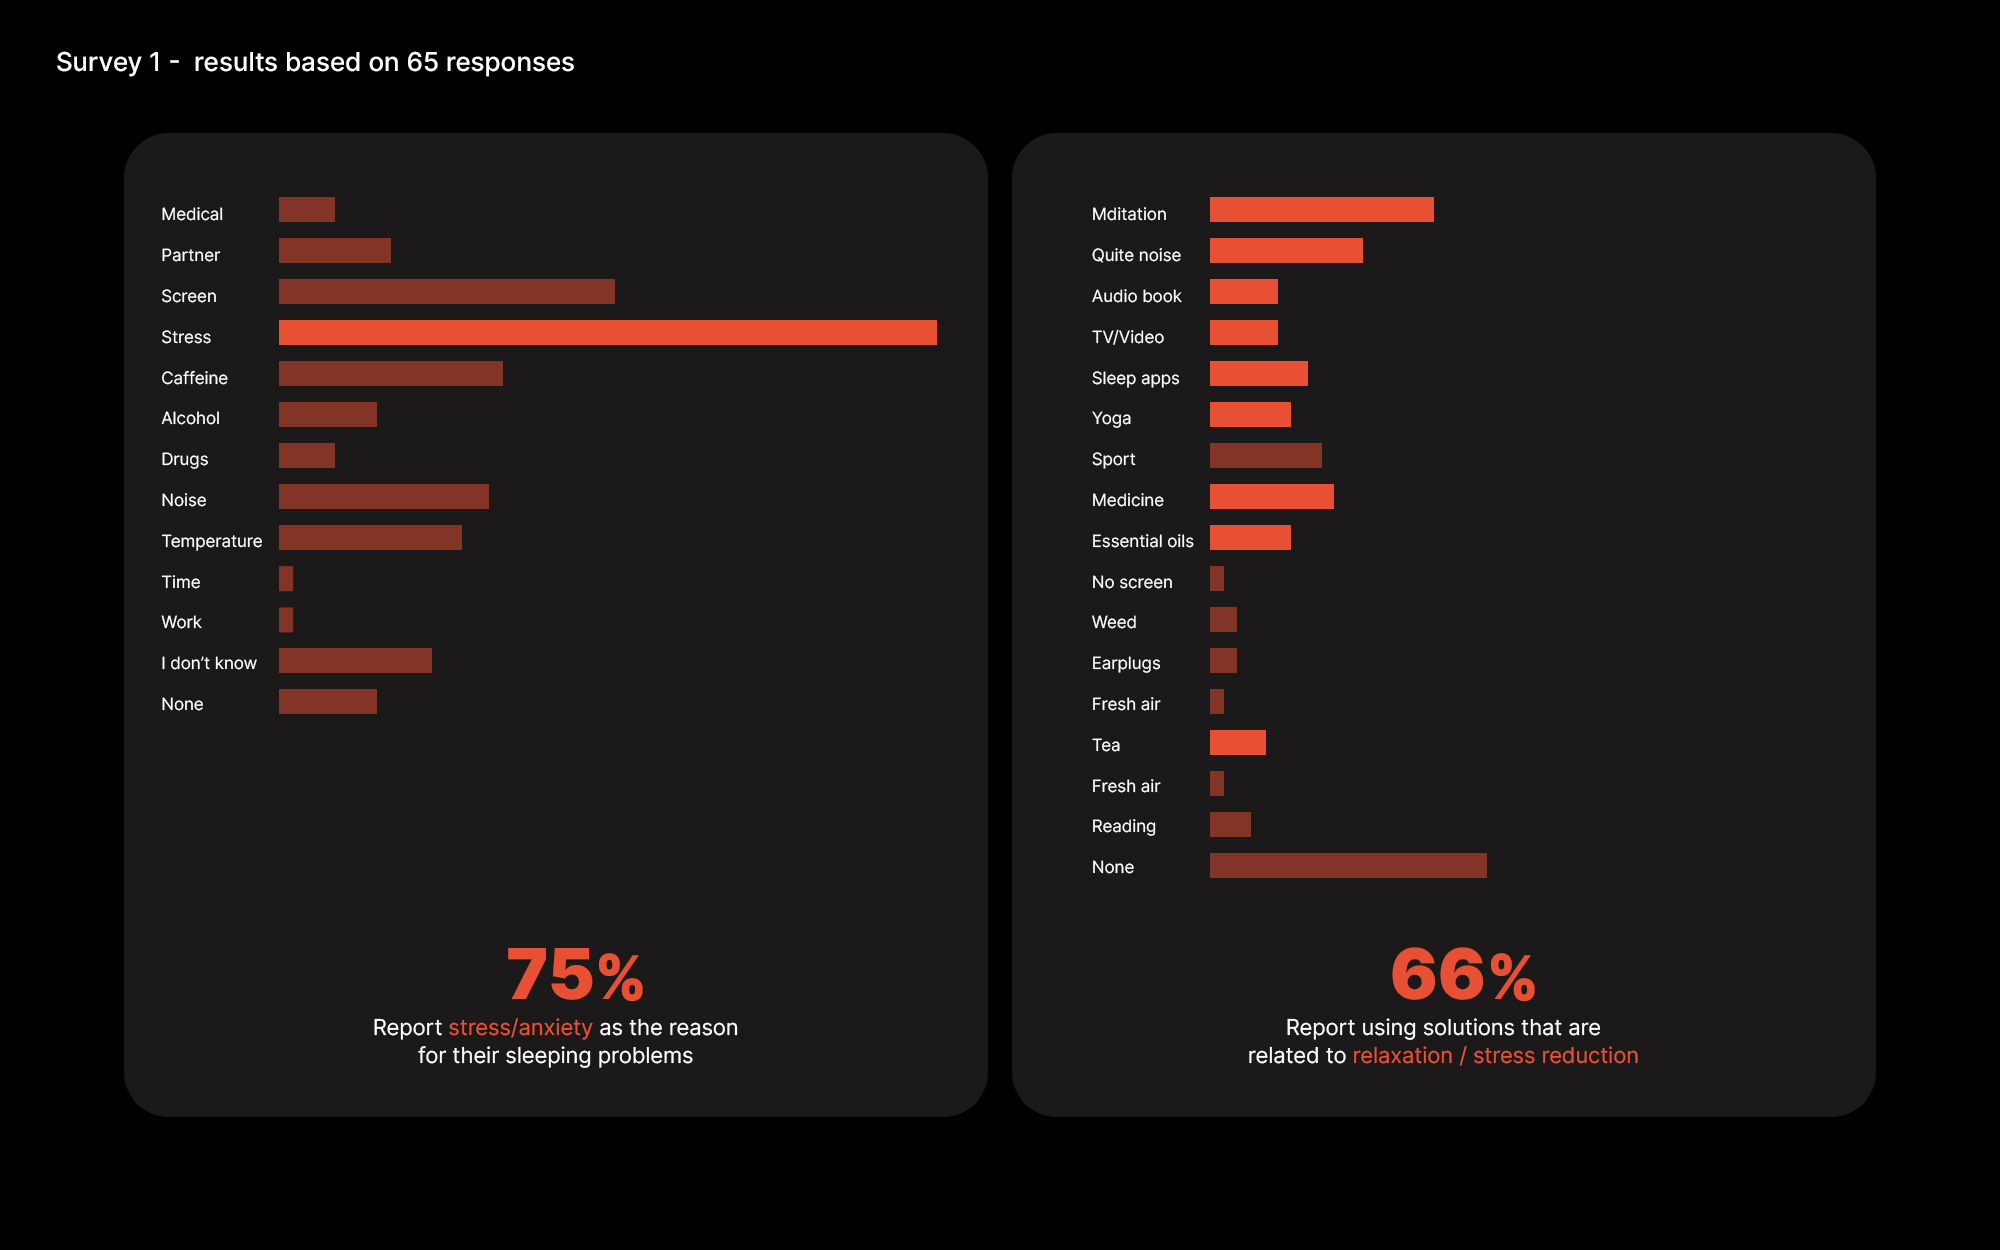 Survey 1 -  results based on 65 responses
Medical
Partner
Screen
Stress
Caffeine
Alcohol
Drugs
Noise
Temperature
Time
Work
I don’t know
None
75%
Report stress/anxiety as the reason
for their sleeping problems
Mditation
Quite noise
Audio book
TV/Video
Sleep apps
Yoga
Sport
Medicine
Essential oils
No screen
Weed
Earplugs
Fresh air
Tea
Fresh air
Reading
None
66%
Report using solutions that are
related to relaxation / stress reduction